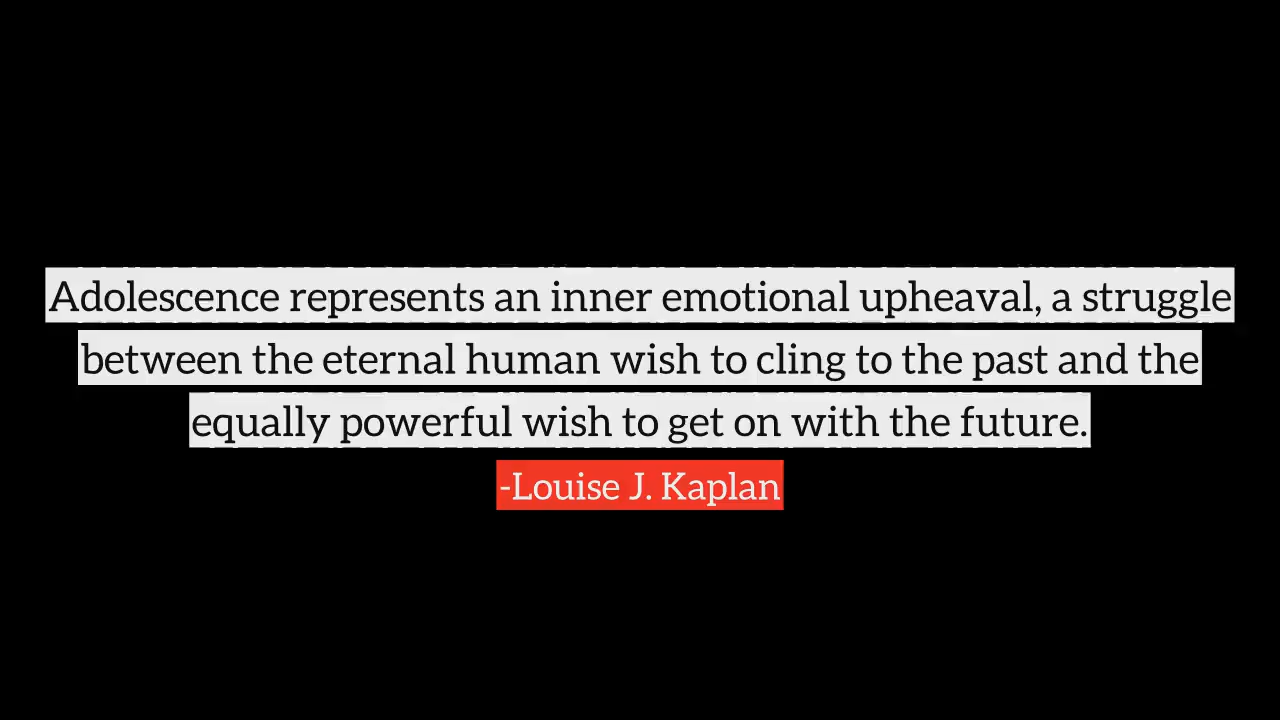 Adolescence represents an inner emotional upheaval, a struggle
between the eternal human wish to cling to the past and the
equally powerful wish to get on with the future.
-Louise J. Kaplan